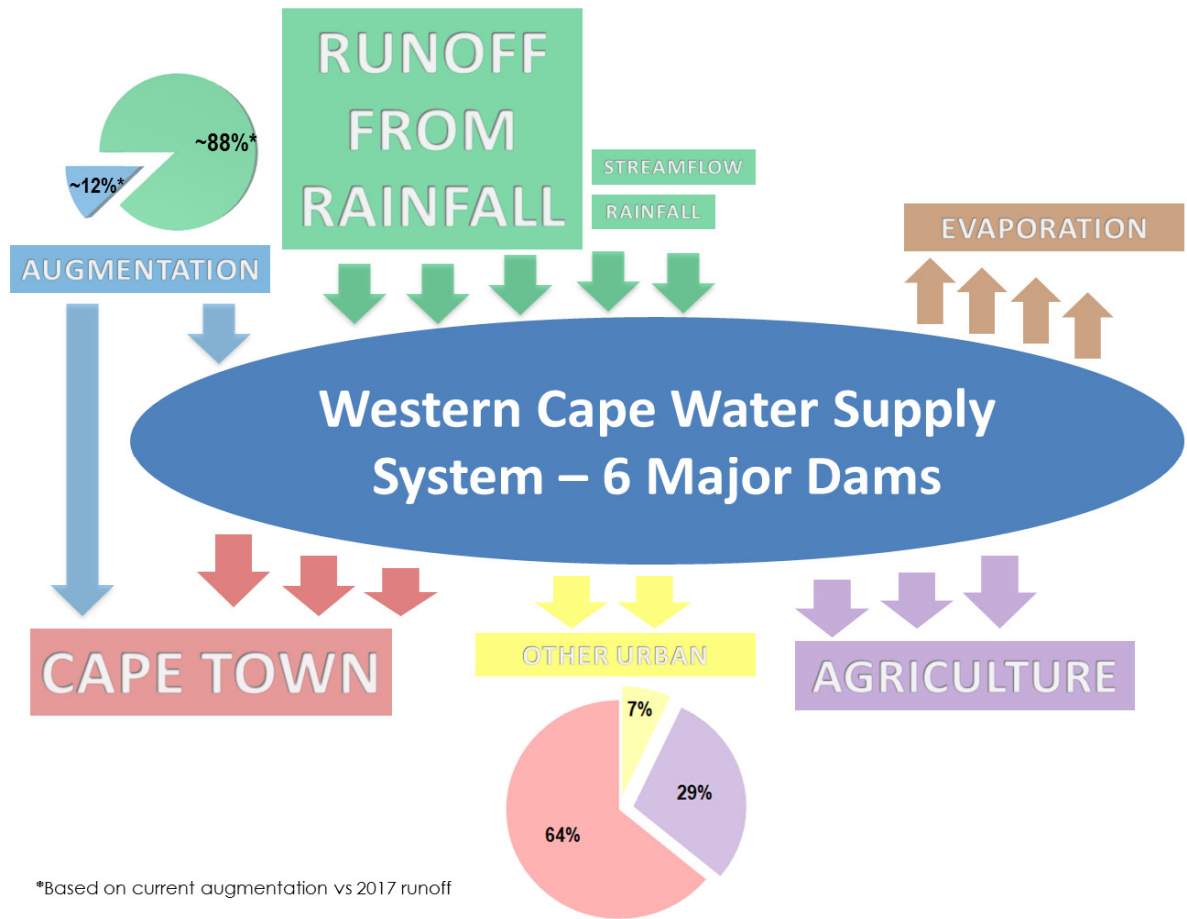 RUNOFF
FROM
RAINFALL
~88%*
~12%*
STREAMFLOW
RAINFALL
EVAPORATION
AUGMENTATION
Western Cape Water Supply
System – 6 Major Dams
CAPE TOWN
OTHER URBAN
AGRICULTURE
7%
29%
64%
*Based on current augmentation vs 2017 runoff